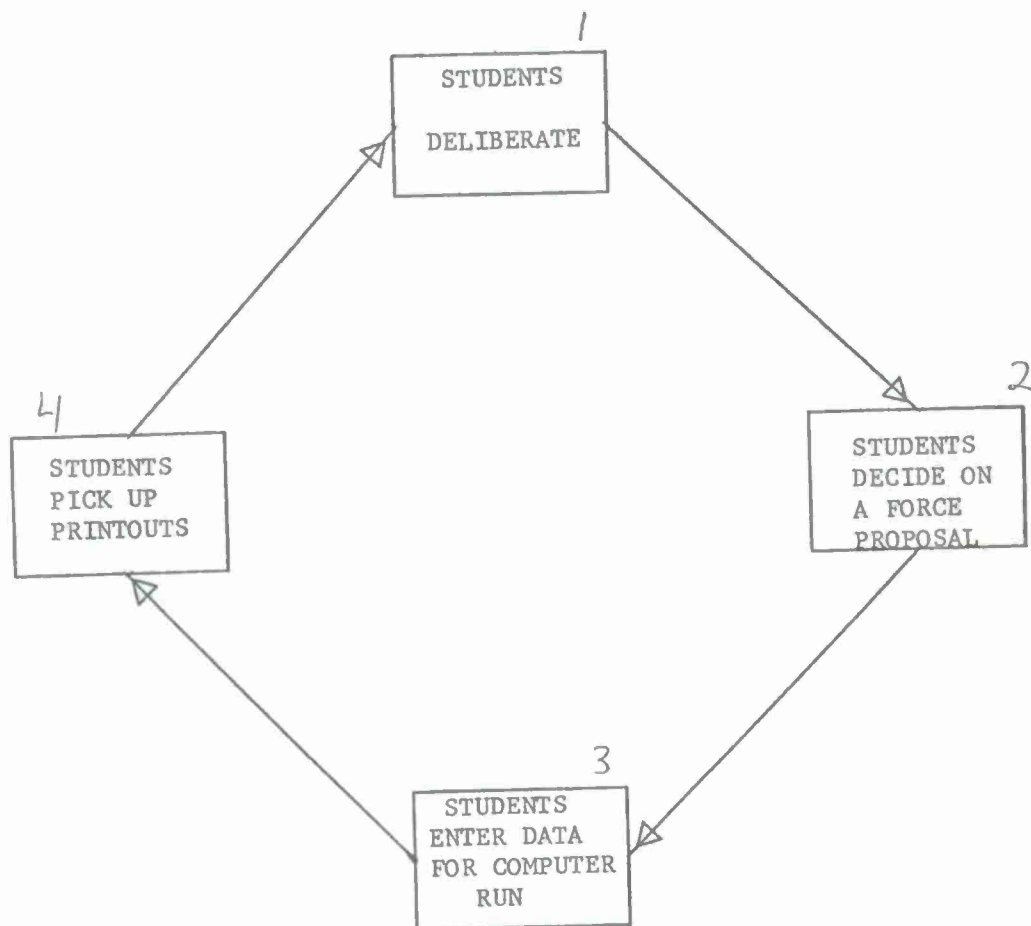 1
STUDENTS
DELIBERATE
2
STUDENTS
DECIDE ON
A FORCE
PROPOSAL
3
STUDENTS
ENTER DATA
FOR COMPUTER
RUN
4
STUDENTS
PICK UP
PRINTOUTS